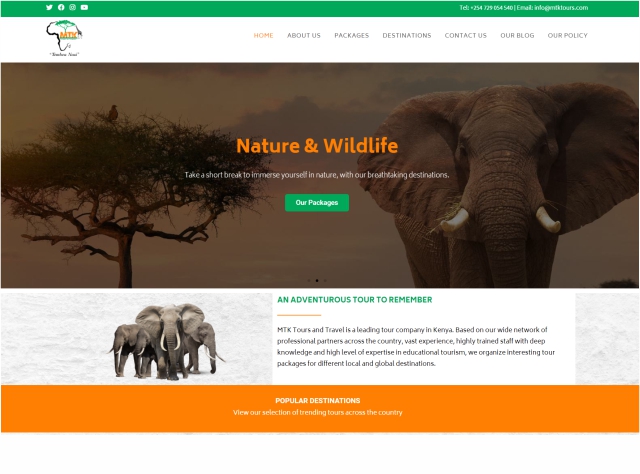 Tel: +254 729 054 540 | Email: info@mtktours.com
MTK
HOME ABOUT US PACKAGES DESTINATIONS CONTACT US OUR BLOG OUR POLICY
Nature & Wildlife
Take a short break to immerse yourself in nature, with our breathtaking destinations.
Our Packages
AN ADVENTUROUS TOUR TO REMEMBER
MTK Tours and Travel is a leading tour company in Kenya. Based on our wide network of
professional partners across the country, vast experience, highly trained staff with deep
knowledge and high level of expertise in educational tourism, we organize interesting tour
packages for different local and global destinations.
POPULAR DESTINATIONS
View our selection of trending tours across the country